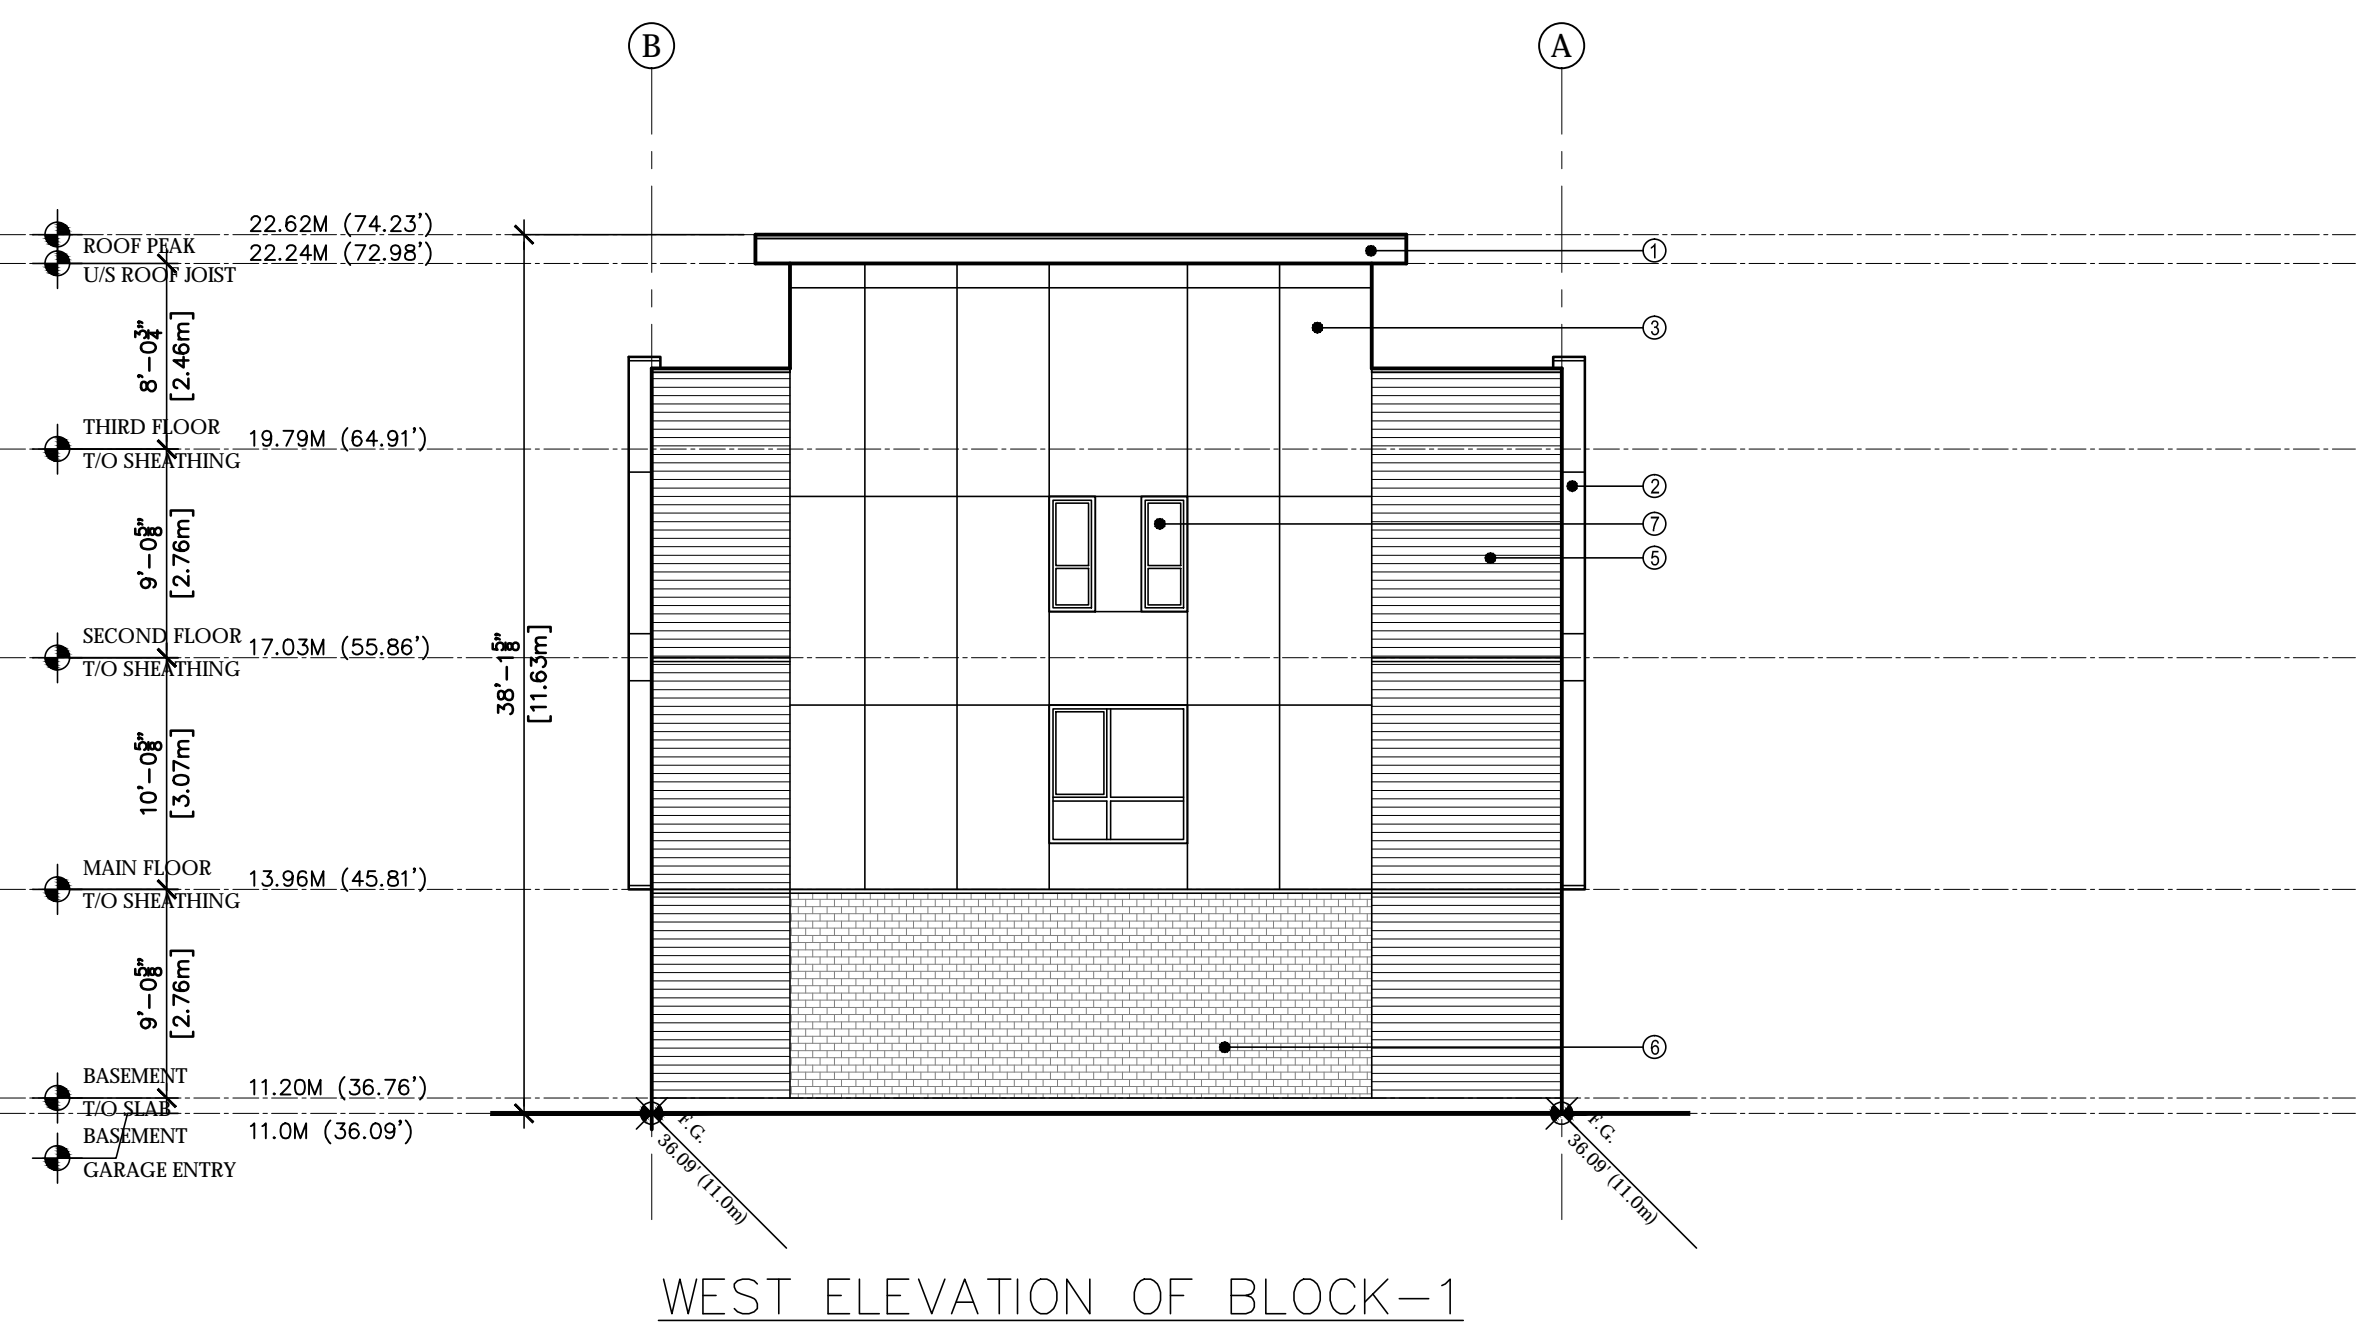 B
A
22.62M (74.23')
ROOF PEAK
22.24M (72.98')
U/S ROOF JOIST
1
3
8'-0¾"
[2.46m]
THIRD FLOOR
19.79M (64.91')
T/O SHEATHING
2
7
5
9'-0⅝"
[2.76m]
SECOND FLOOR
17.03M (55.86')
T/O SHEATHING
38'-1⅝"
[11.63m]
10'-0⅝"
[3.07m]
MAIN FLOOR
13.96M (45.81')
T/O SHEATHING
9'-0⅝"
[2.76m]
6
BASEMENT
11.20M (36.76')
T/O SLAB
BASEMENT
11.0M (36.09')
GARAGE ENTRY
F.G.
36.09' (11.0m)
F.G.
36.09' (11.0m)
WEST ELEVATION OF BLOCK-1